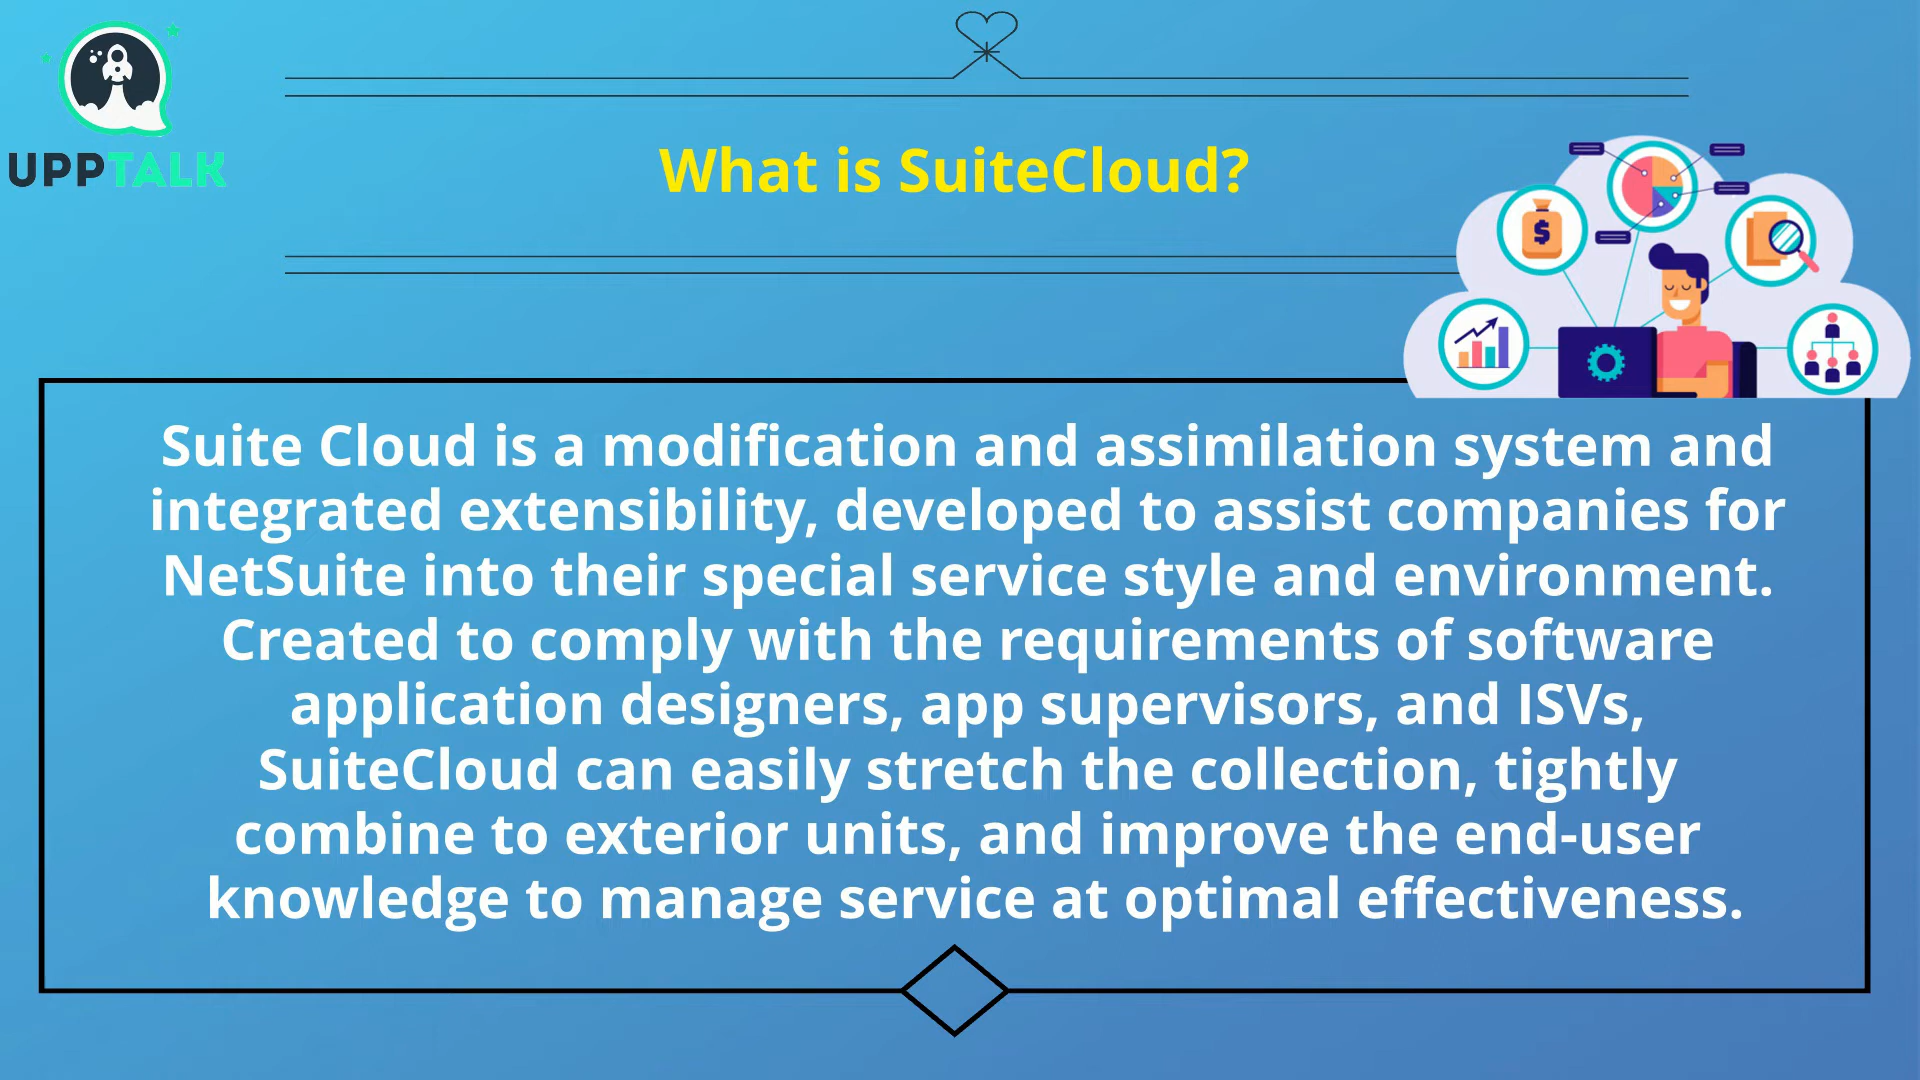 UPPTALK
What is SuiteCloud?
$
Suite Cloud is a modification and assimilation system and
integrated extensibility, developed to assist companies for
NetSuite into their special service style and environment.
Created to comply with the requirements of software
application designers, app supervisors, and ISVs,
SuiteCloud can easily stretch the collection, tightly
combine to exterior units, and improve the end-user
knowledge to manage service at optimal effectiveness.